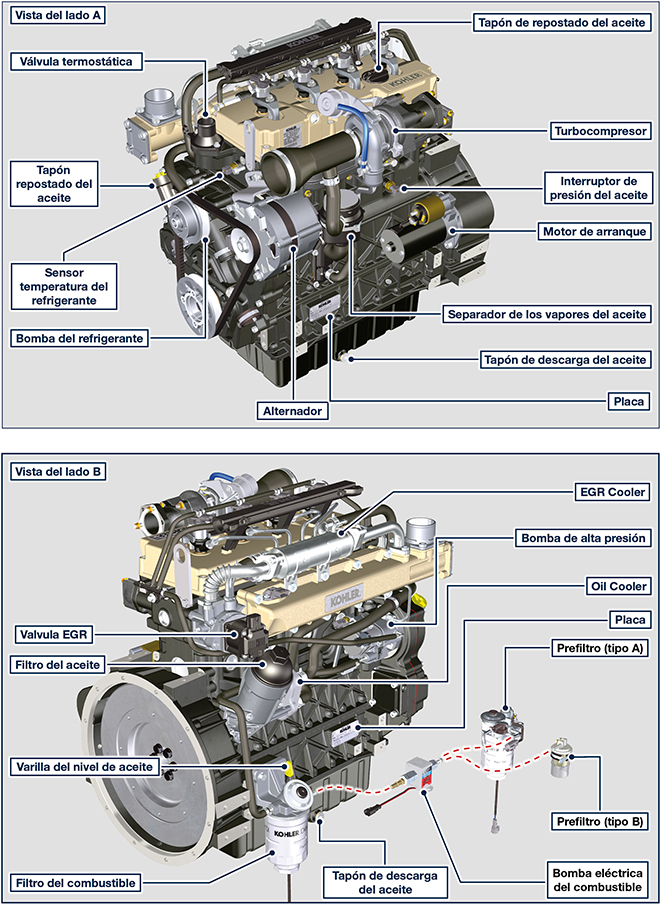 Vista del lado A
Tapón de repostado del aceite
Válvula termostática
KOHLER
KOHLER
Turbocompresor
Tapón
repostado del
aceite
Interruptor de
presión del aceite
Motor de arranque
Sensor
temperatura del
refrigerante
Bomba del refrigerante
Separador de los vapores del aceite
KOHLER
Tapón de descarga del aceite
Alternador
Placa
Vista del lado B
EGR Cooler
Bomba de alta presión
Oil Cooler
KOHLER
Valvula EGR
Placa
Filtro del aceite
Prefiltro (tipo A)
KOHLER
Varilla del nivel de aceite
KOHLER
Prefiltro (tipo B)
Filtro del combustible
Tapón de descarga
del aceite
Bomba eléctrica
del combustible